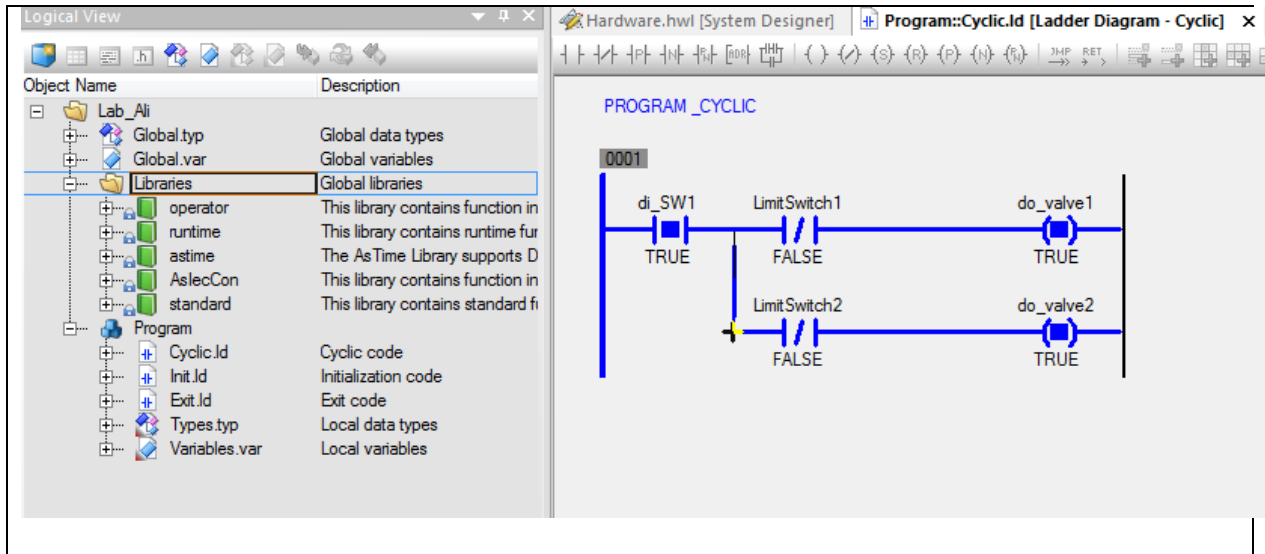 Logical View
Object Name Description
Lab_Ali
Global.typ Global data types
Global.var Global variables
Libraries Global libraries
operator This library contains function in
runtime This library contains runtime fur
astime The AsTime Library supports D
AsIecCon This library contains function in
standard This library contains standard f
Program
Cyclic.ld Cyclic code
Init.ld Initialization code
Exit.ld Exit code
Types.typ Local data types
Variables.var Local variables
Hardware.hwl [System Designer] Program::Cyclic.ld [Ladder Diagram - Cyclic] ×
PROGRAM _CYCLIC
0001
di_SW1 LimitSwitch1 do_valve1
TRUE FALSE TRUE
LimitSwitch2 do_valve2
FALSE TRUE